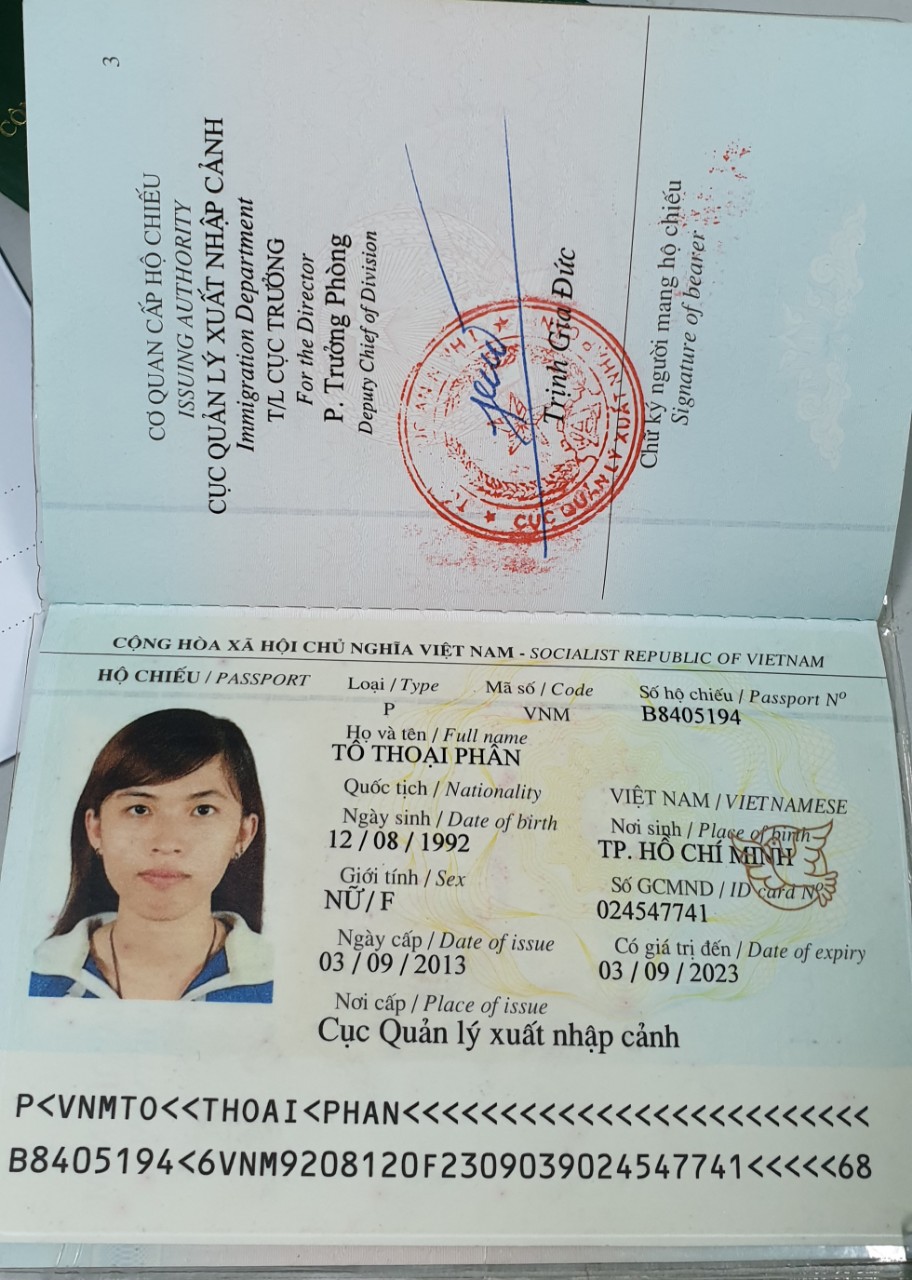 3
CƠ QUAN CẤP HỘ CHIẾU
ISSUING AUTHORITY
CỤC QUẢN LÝ XUẤT NHẬP CẢNH
Immigration Department
T/L CỤC TRƯỞNG
For the Director
P. Trưởng Phòng
Deputy Chief of Division
Trịnh Gia Đức
CỤC QUẢN LÝ XUẤT
Chữ ký người mang hộ chiếu
Signature of bearer
CỘNG HÒA XÃ HỘI CHỦ NGHĨA VIỆT NAM - SOCIALIST REPUBLIC OF VIETNAM
HỘ CHIẾU / PASSPORT Loại / Type Mã số / Code Số hộ chiếu / Passport Nº
P VNM B8405194
Họ và tên / Full name
TÔ THOẠI PHÂN
Quốc tịch / Nationality VIỆT NAM / VIETNAMESE
Ngày sinh / Date of birth Nơi sinh / Place of birth
12 / 08 / 1992 TP. HỒ CHÍ MINH
Giới tính / Sex Số GCMND / ID card Nº
NỮ / F 024547741
Ngày cấp / Date of issue Có giá trị đến / Date of expiry
03 / 09 / 2013 03 / 09 / 2023
Nơi cấp / Place of issue
Cục Quản lý xuất nhập cảnh
P<VNMTO<<THOAI<PHAN<<<<<<<<<<<<<<<<<<<<<<<<<
B8405194<6VNM9208120F2309039024547741<<<<<68